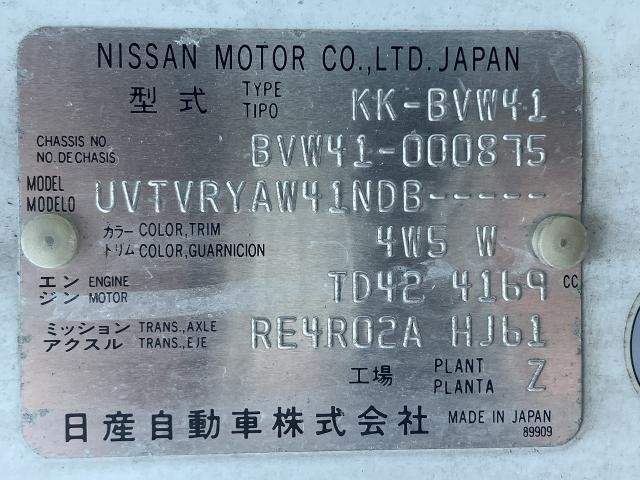 NISSAN MOTOR CO.,LTD. JAPAN
型式 TYPE TIPO KK-BVW41
CHASSIS NO. NO. DE CHASIS BVW41-000875
MODEL MODELO UVTVRYAW41NDB-----
カラー COLOR, TRIM
トリム COLOR, GUARNICION 4W5 W
エンジン ENGINE MOTOR TD42 4169 CC
ミッション TRANS., AXLE
アクスル TRANS., EJE RE4R02A HJ61
工場 PLANT PLANTA Z
日産自動車株式会社 MADE IN JAPAN
89909